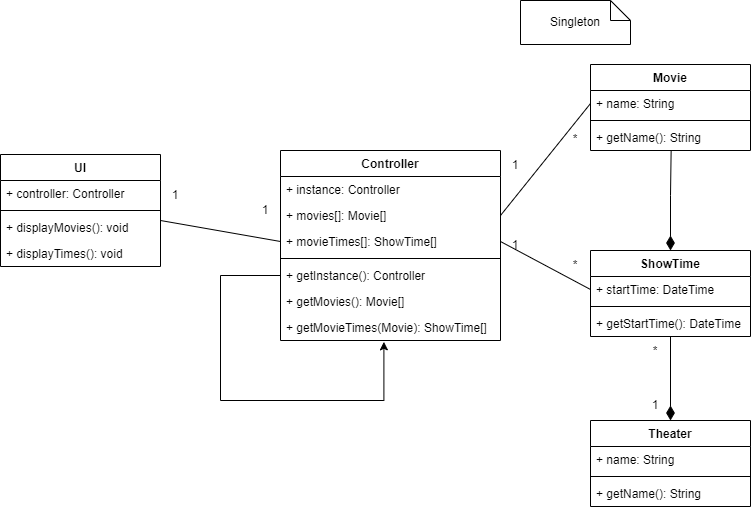 Singleton
UI
+ controller: Controller
+ displayMovies(): void
+ displayTimes(): void
1
1
Controller
+ instance: Controller
+ movies[]: Movie[]
+ movieTimes[]: ShowTime[]
+ getInstance(): Controller
+ getMovies(): Movie[]
+ getMovieTimes(Movie): ShowTime[]
1
*
1
*
Movie
+ name: String
+ getName(): String
ShowTime
+ startTime: DateTime
+ getStartTime(): DateTime
*
1
Theater
+ name: String
+ getName(): String